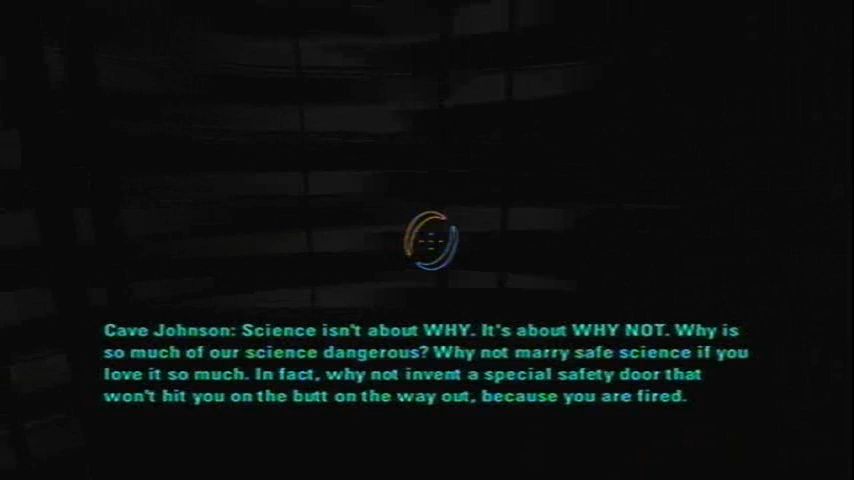 Cave Johnson: Science isn't about WHY. It's about WHY NOT. Why is
so much of our science dangerous? Why not marry safe science if you
love it so much. In fact, why not invent a special safety door that
won't hit you on the butt on the way out, because you are fired.